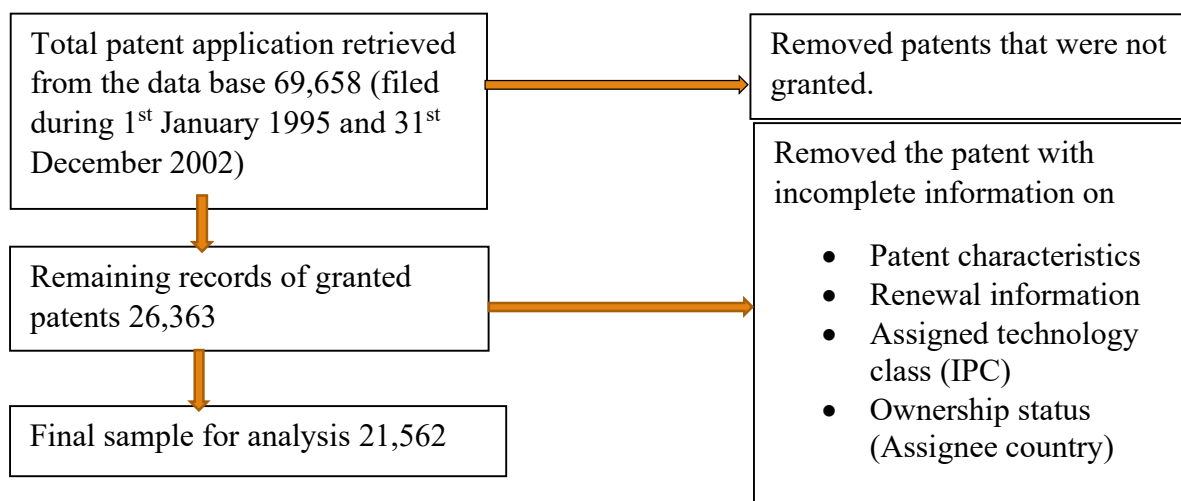 Total patent application retrieved
from the data base 69,658 (filed
during 1st January 1995 and 31st
December 2002)
Removed patents that were not
granted.
Remaining records of granted
patents 26,363
Removed the patent with
incomplete information on
• Patent characteristics
• Renewal information
• Assigned technology
class (IPC)
• Ownership status
(Assignee country)
Final sample for analysis 21,562